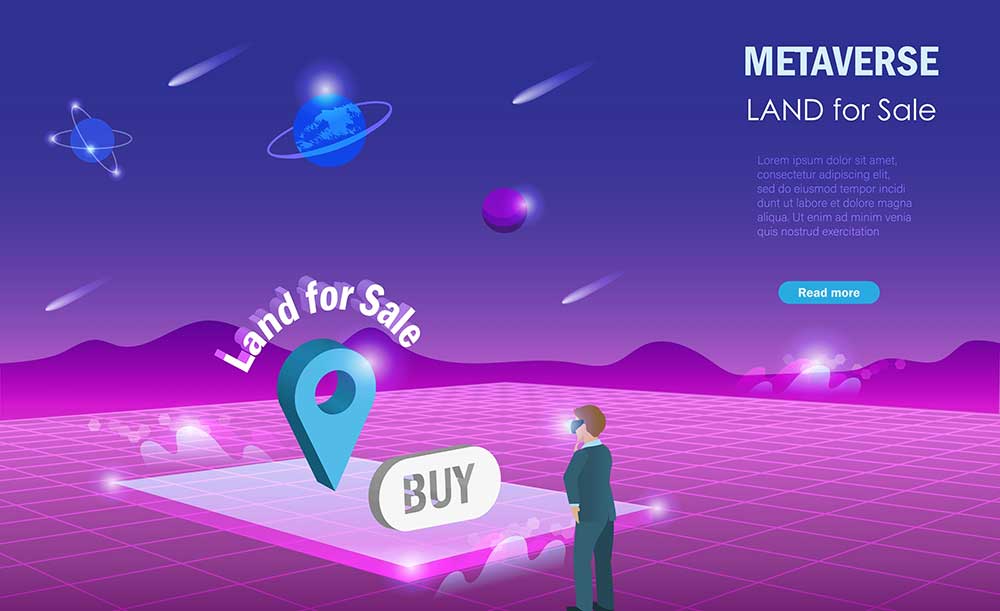 METAVERSE
LAND for Sale
Lorem ipsum dolor sit amet,
consectetur adipiscing elit,
sed do eiusmod tempor incidi
dunt ut labore et dolore magna
aliqua. Ut enim ad minim venia
quis nostrud exercitation
Read more
Land for Sale
BUY